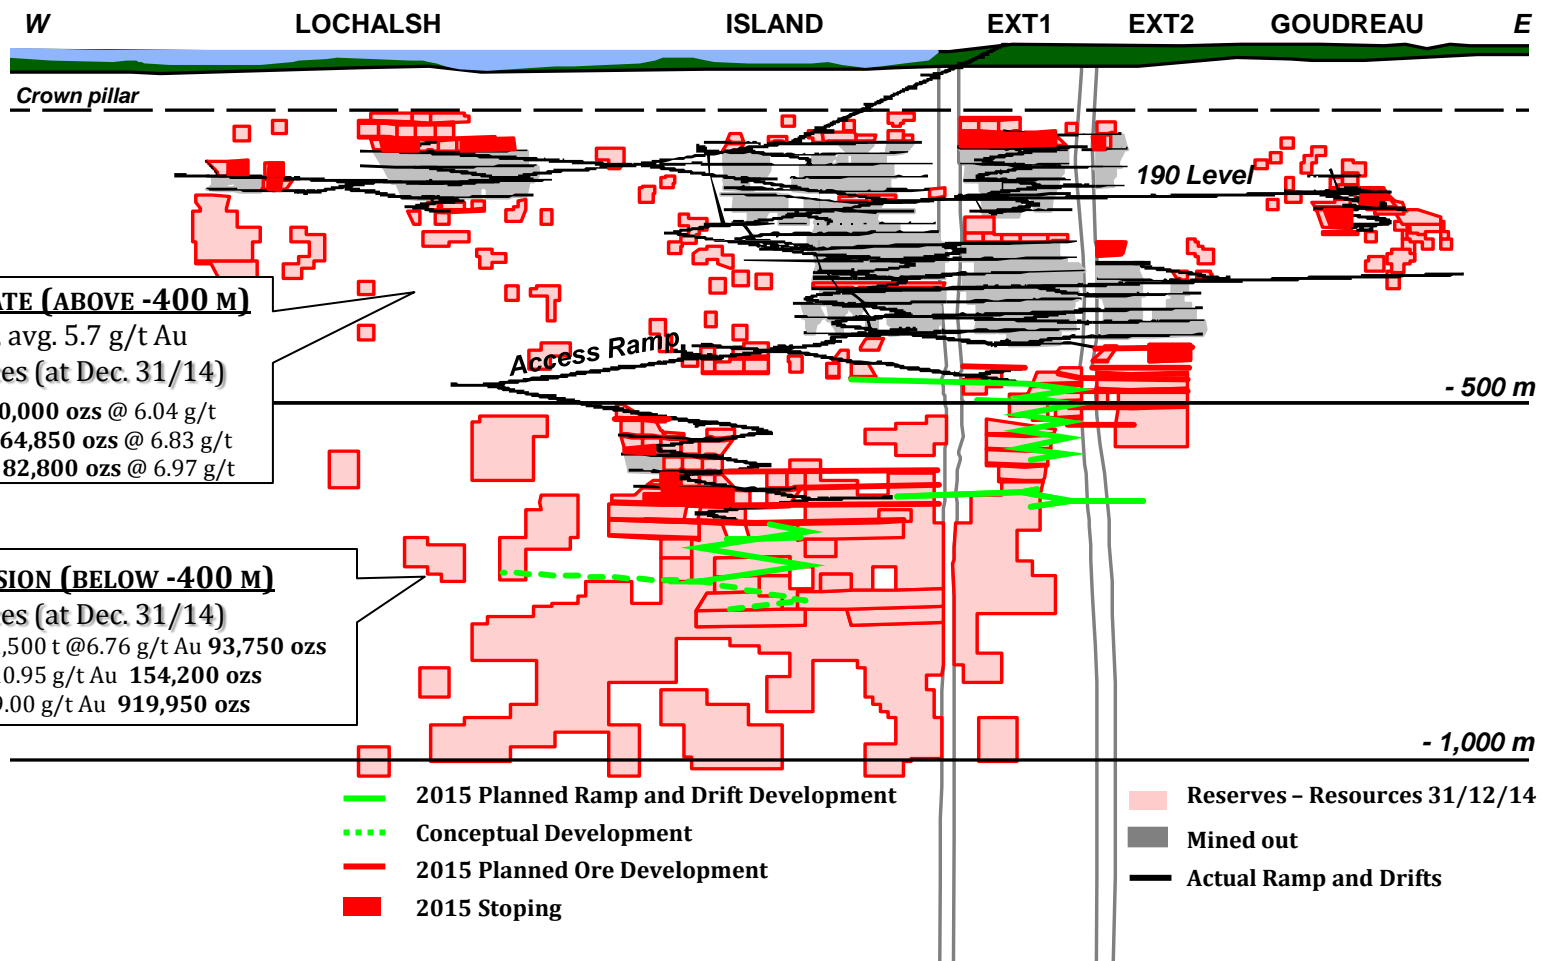 W LOCHALSH ISLAND EXT1 EXT2 GOUDREAU E
Crown pillar
190 Level
ATE (ABOVE -400 M)
avg. 5.7 g/t Au
es (at Dec. 31/14)
0,000 ozs @ 6.04 g/t
64,850 ozs @ 6.83 g/t
82,800 ozs @ 6.97 g/t
Access Ramp
- 500 m
SION (BELOW -400 M)
es (at Dec. 31/14)
,500 t @6.76 g/t Au 93,750 ozs
0.95 g/t Au 154,200 ozs
9.00 g/t Au 919,950 ozs
- 1,000 m
2015 Planned Ramp and Drift Development
Conceptual Development
2015 Planned Ore Development
2015 Stoping
Reserves – Resources 31/12/14
Mined out
Actual Ramp and Drifts